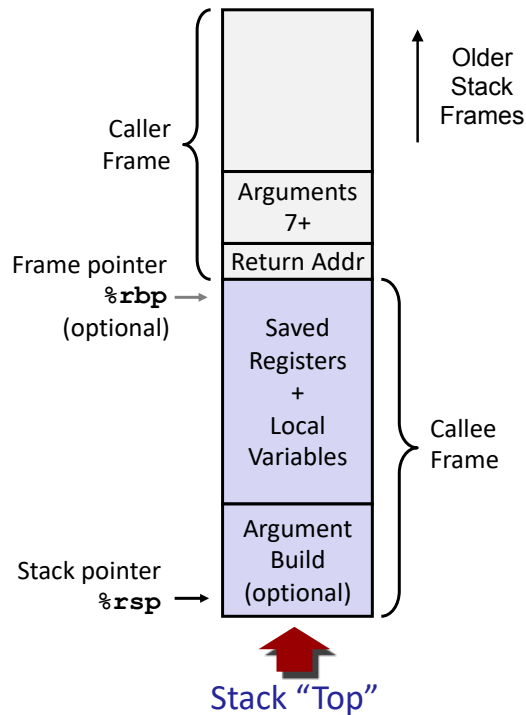 Older
Stack
Frames
Caller
Frame
Arguments
7+
Return Addr
Frame pointer
%rbp
(optional)
Saved
Registers
+
Local
Variables
Callee
Frame
Argument
Build
(optional)
Stack pointer
%rsp
Stack “Top”